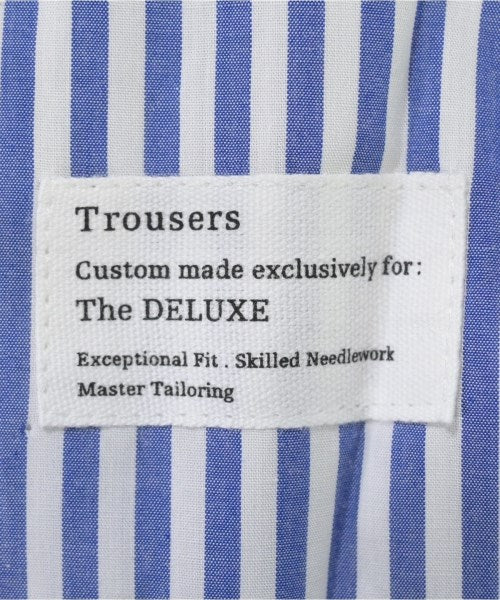 Trousers
Custom made exclusively for:
The DELUXE
Exceptional Fit . Skilled Needlework
Master Tailoring